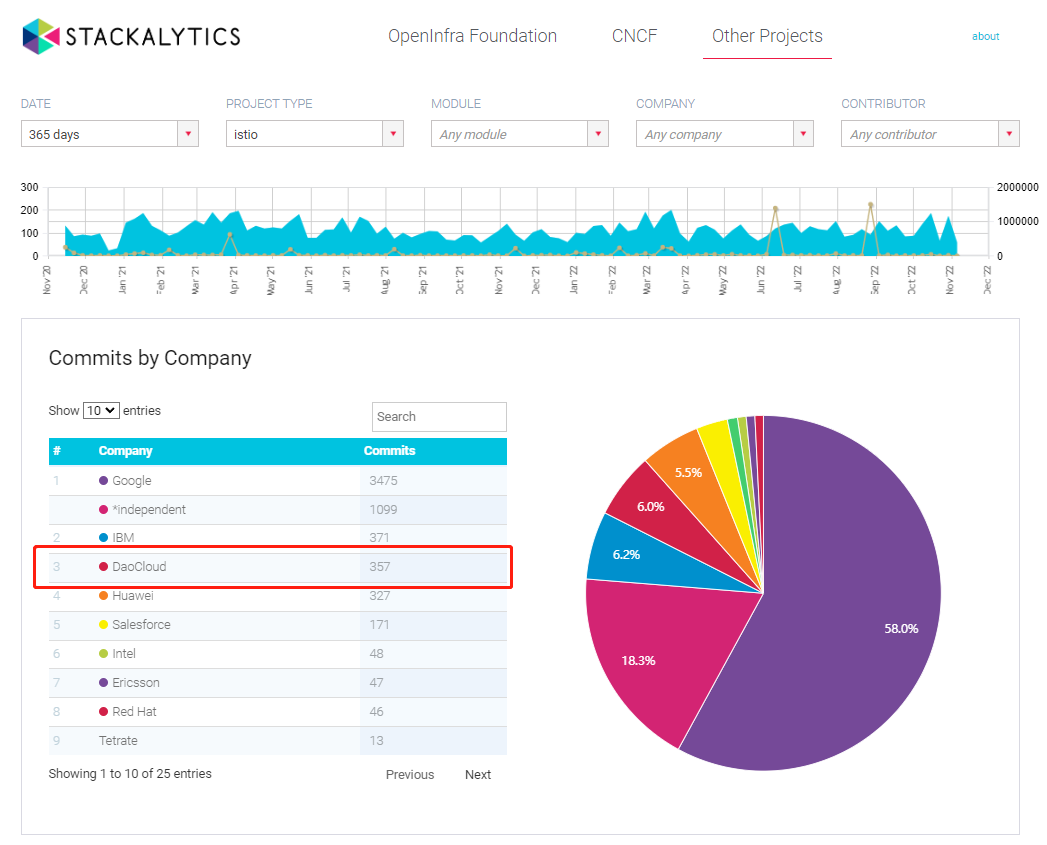 STACKALYTICS
OpenInfra Foundation CNCF Other Projects about
DATE PROJECT TYPE MODULE COMPANY CONTRIBUTOR
365 days istio Any module Any company Any contributor
300 2000000
200
1000000
100
0 0
Nov '20 Dec '20 Jan '21 Feb '21 Mar '21 Apr '21 May '21 Jun '21 Jul '21 Aug '21 Sep '21 Oct '21 Nov '21 Dec '21 Jan '22 Feb '22 Mar '22 Apr '22 May '22 Jun '22 Jul '22 Aug '22 Sep '22 Oct '22 Nov '22 Dec '22
Commits by Company
Show 10 entries Search
# Company Commits
1 Google 3475
*independent 1099
2 IBM 371
3 DaoCloud 357
4 Huawei 327
5 Salesforce 171
6 Intel 48
7 Ericsson 47
8 Red Hat 46
9 Tetrate 13
Showing 1 to 10 of 25 entries Previous Next
5.5%
6.0%
6.2%
58.0%
18.3%